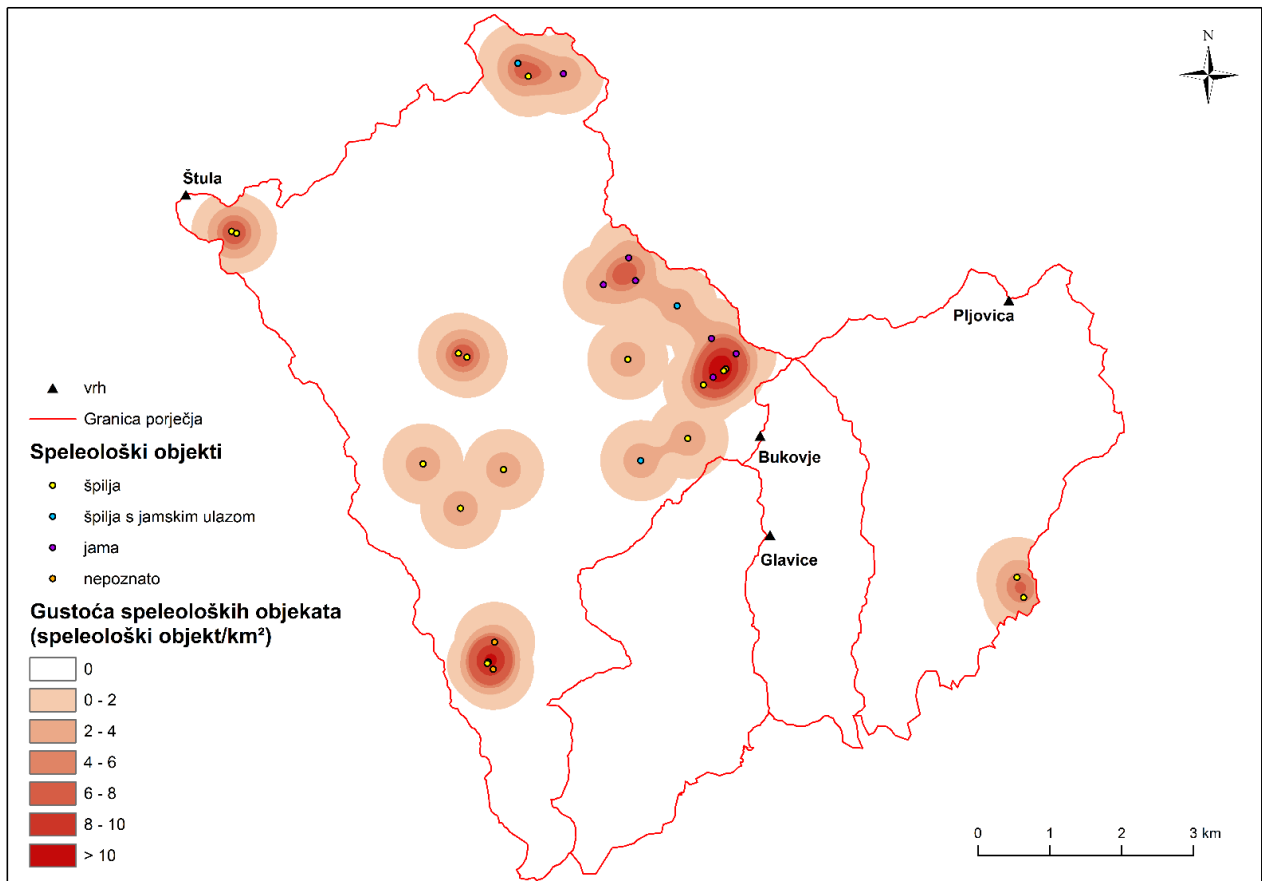 N
Štula
Pljovica
Bukovje
Glavice
vrh
Granica porječja
Speleološki objekti
špilja
špilja s jamskim ulazom
jama
nepoznato
Gustoća speleoloških objekata
(speleološki objekt/km²)
0
0 - 2
2 - 4
4 - 6
6 - 8
8 - 10
> 10
0 1 2 3 km